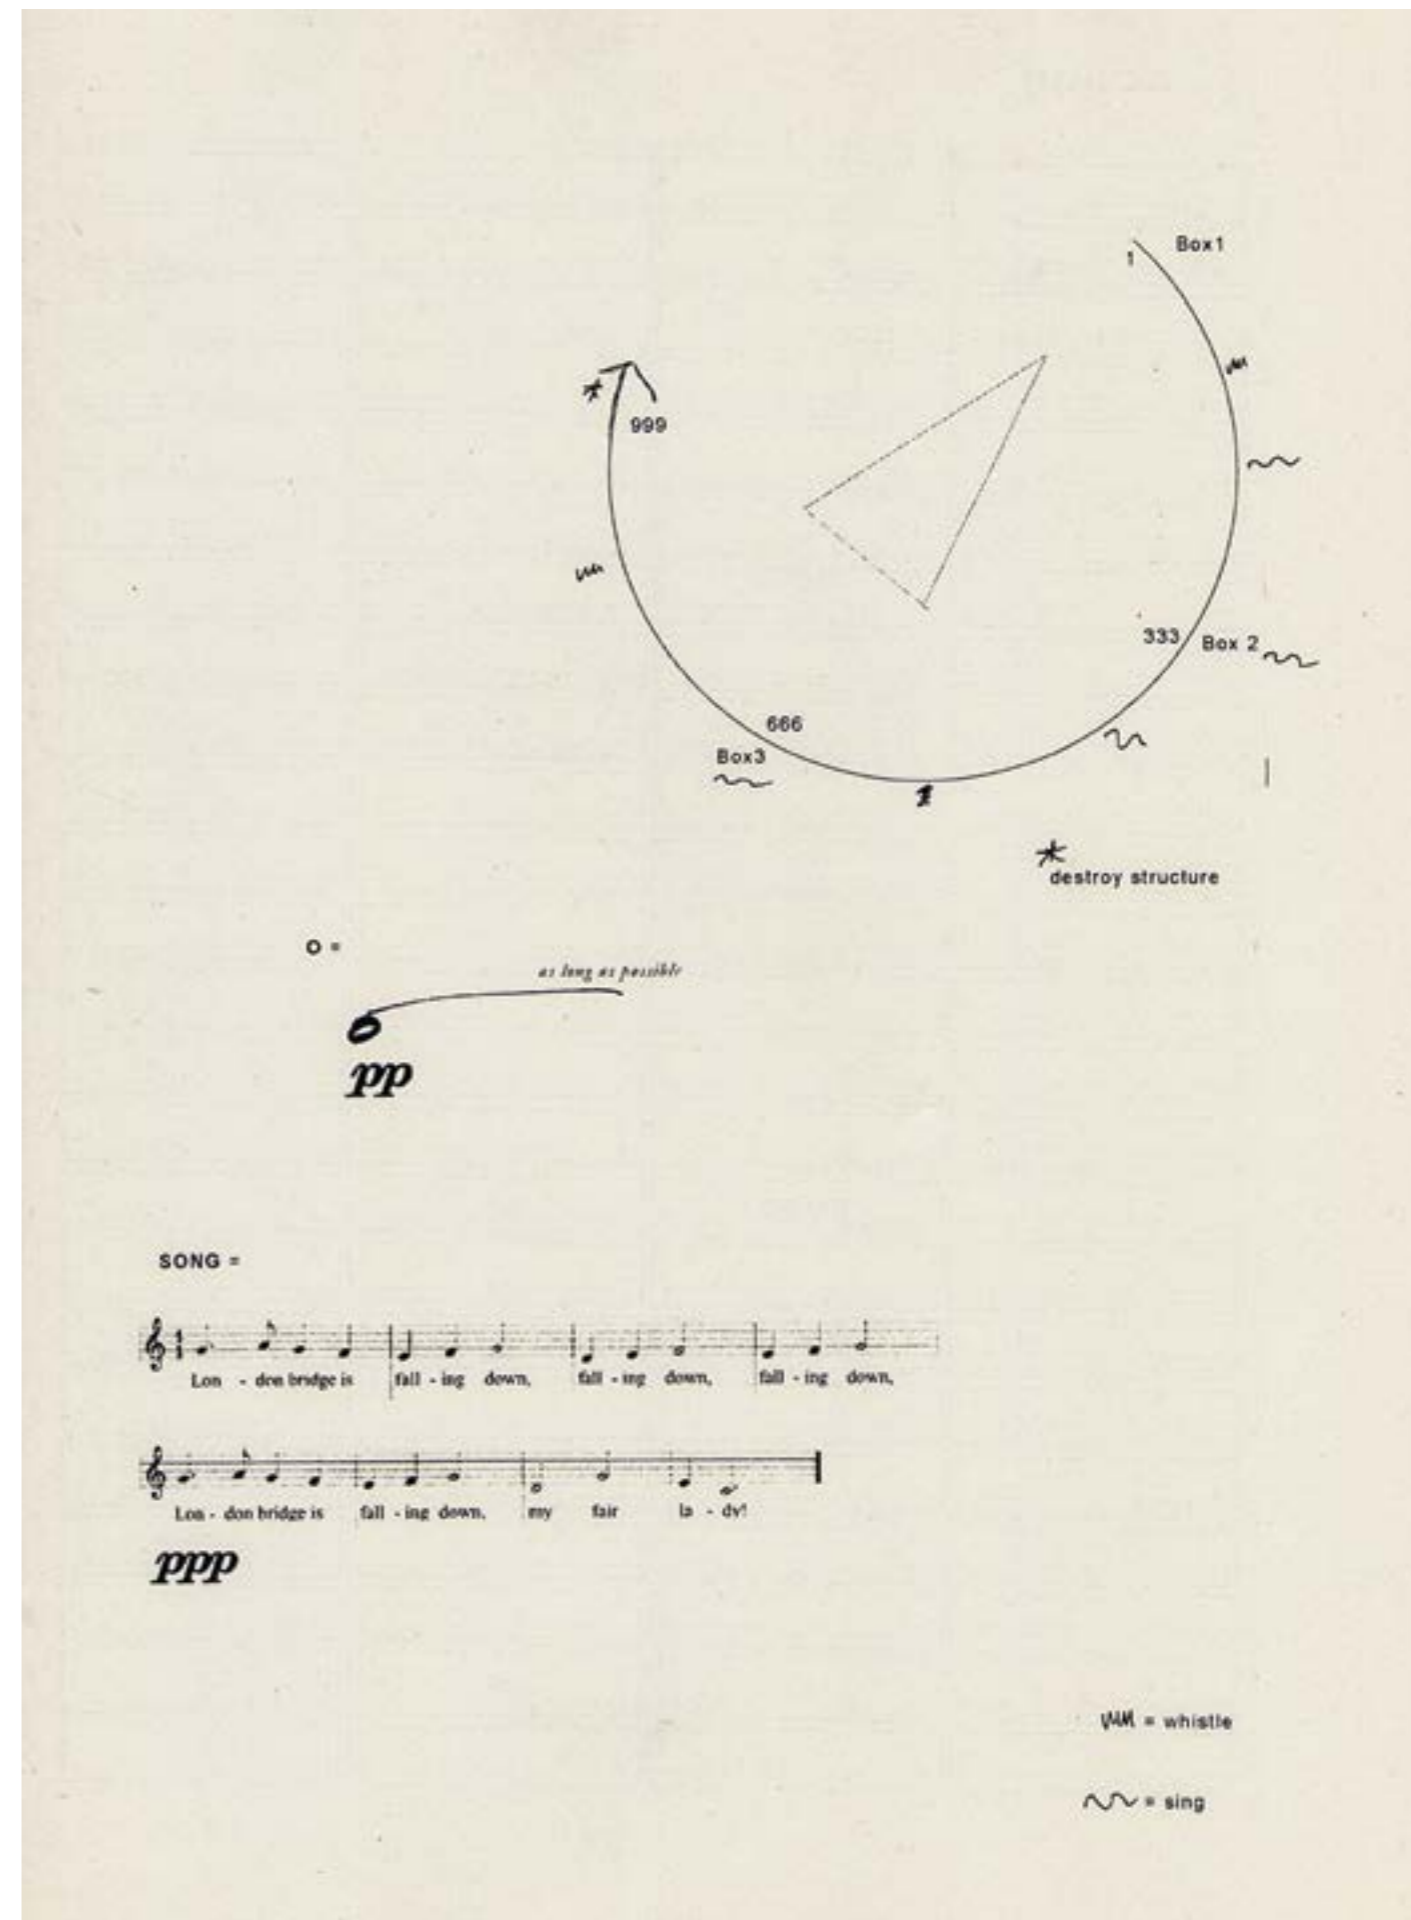 Box1
1
*
999
333 Box 2
666
Box3
*
destroy structure
O =
as long as possible
pp
SONG =
Lon - don bridge is fall - ing down, fall - ing down, fall - ing down,
Lon - don bridge is fall - ing down, my fair la - dy!
ppp
= whistle
= sing